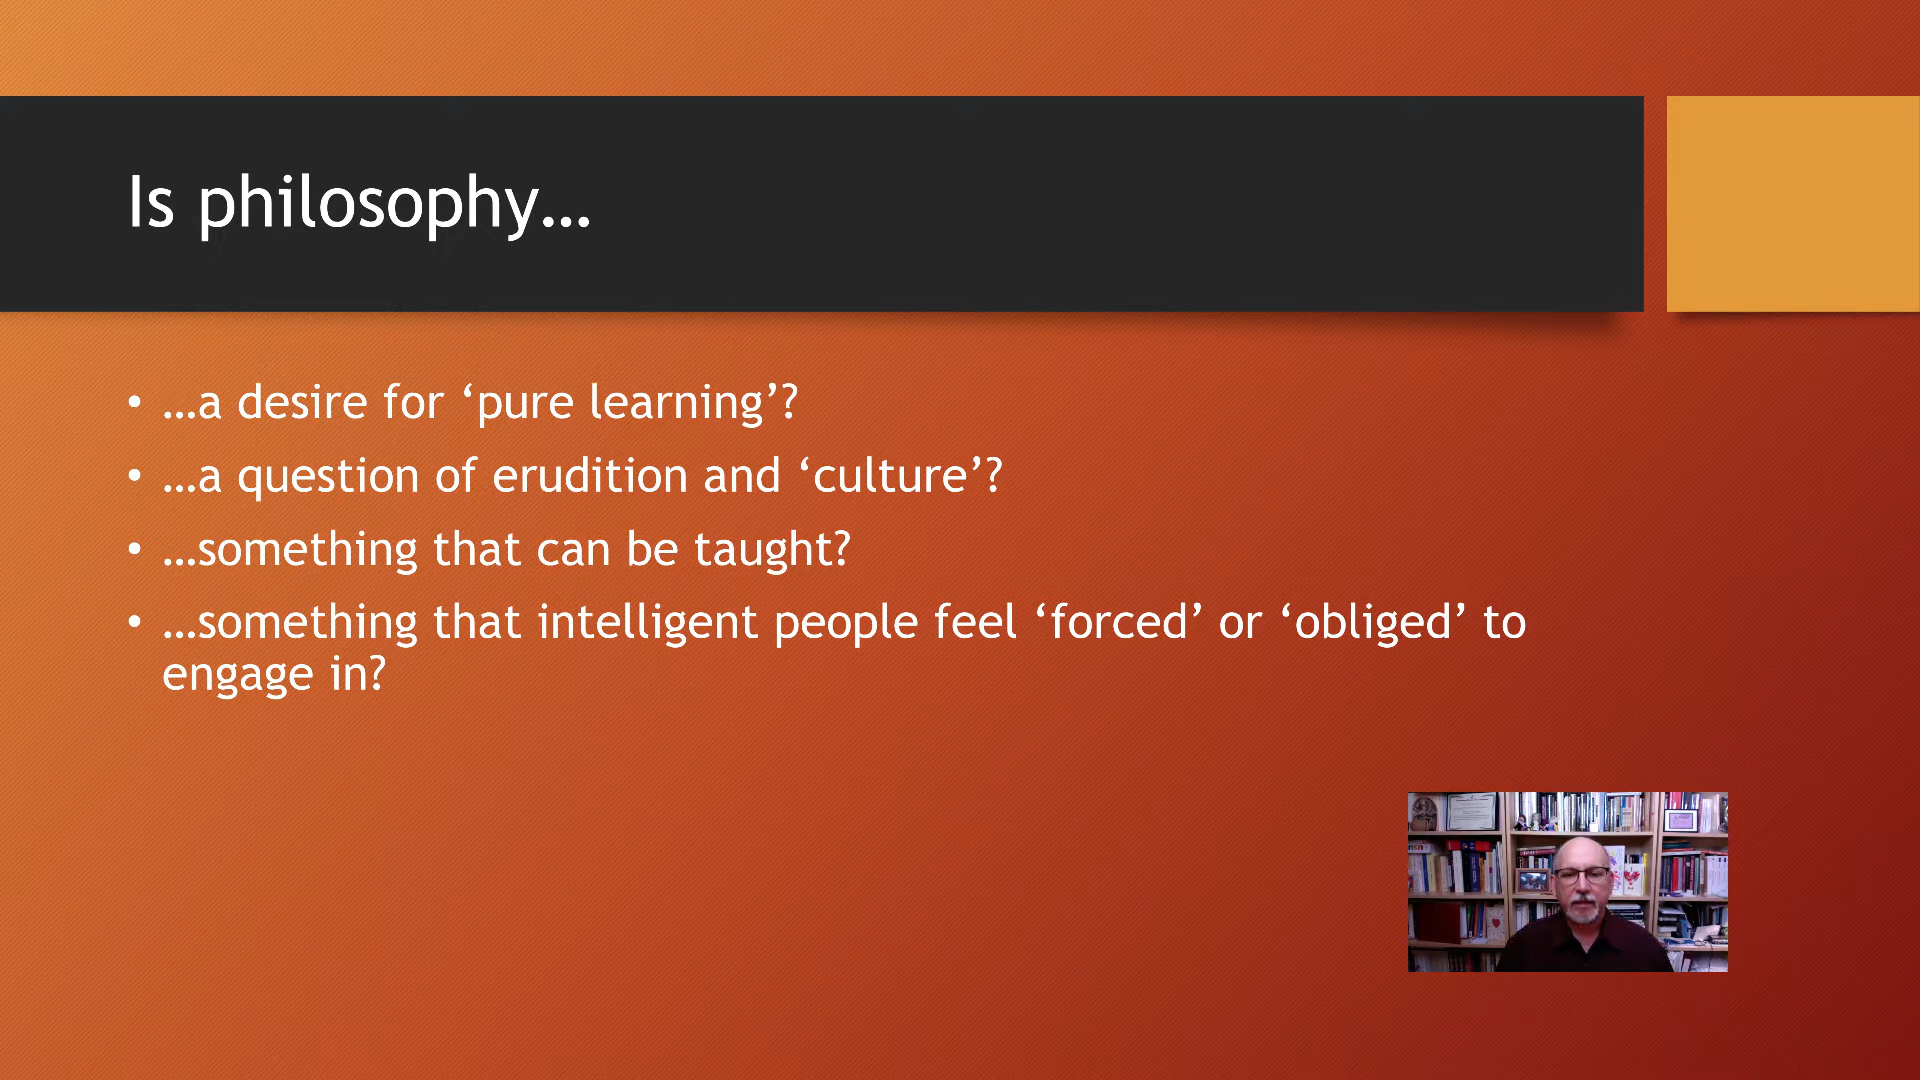 Is philosophy…
• …a desire for ‘pure learning’?
• …a question of erudition and ‘culture’?
• …something that can be taught?
• …something that intelligent people feel ‘forced’ or ‘obliged’ to
engage in?